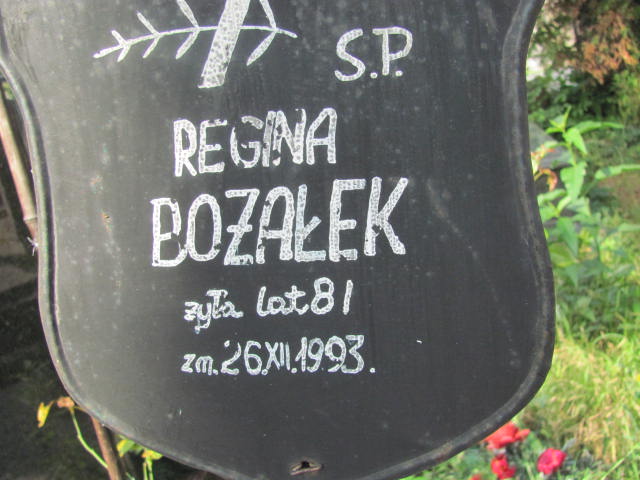 S.P.
REGINA
BOZAŁEK
żyła lat 81
zm. 26.XII.1993.